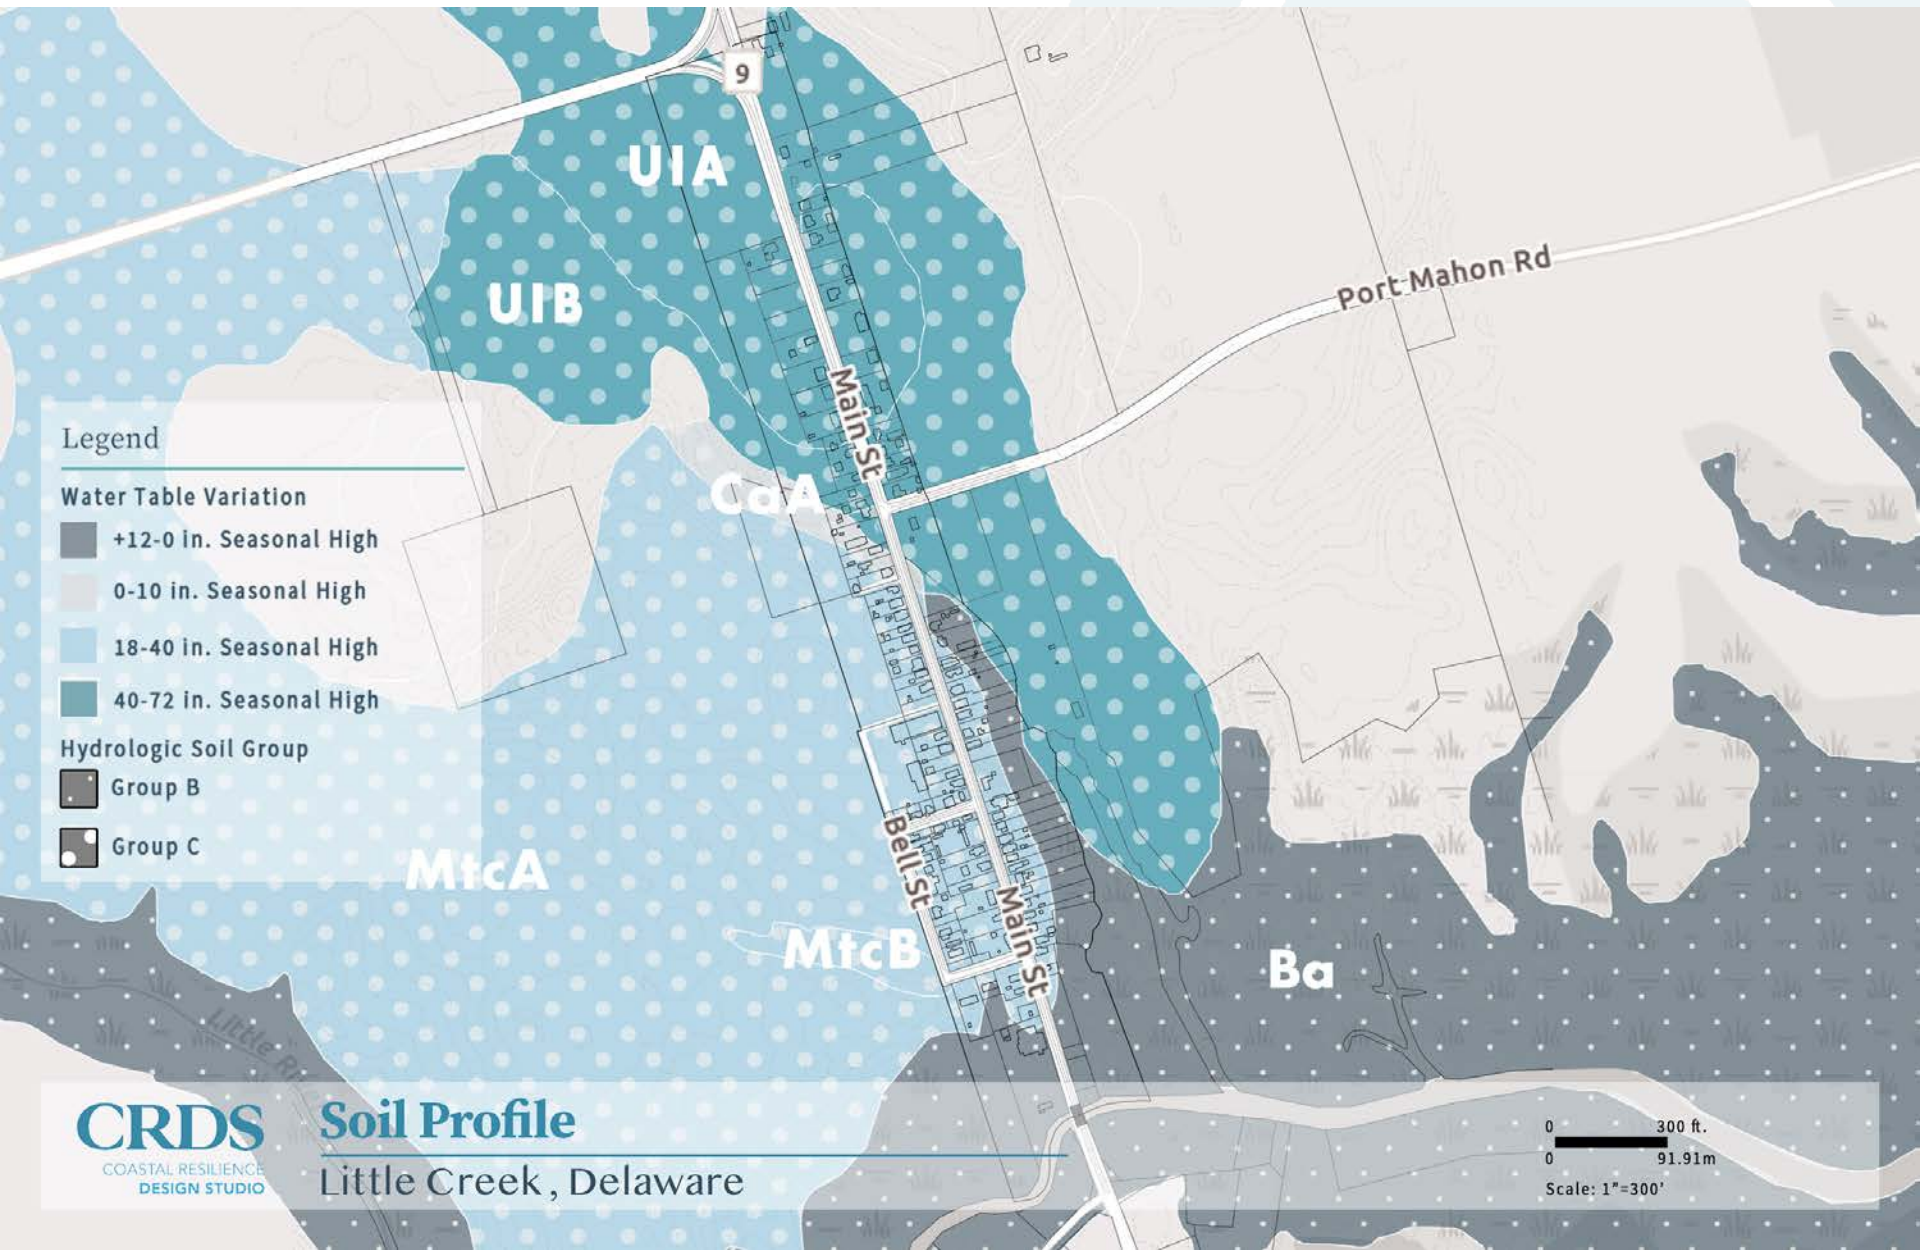 9
UIA
UIB
Port Mahon Rd
Main St
CaA
Legend
Water Table Variation
+12-0 in. Seasonal High
0-10 in. Seasonal High
18-40 in. Seasonal High
40-72 in. Seasonal High
Hydrologic Soil Group
Group B
Group C
MtcA
Bell St
Main St
MtcB
Ba
Little River
CRDS
COASTAL RESILIENCE
DESIGN STUDIO
Soil Profile
Little Creek, Delaware
0 300 ft.
0 91.91m
Scale: 1"=300'